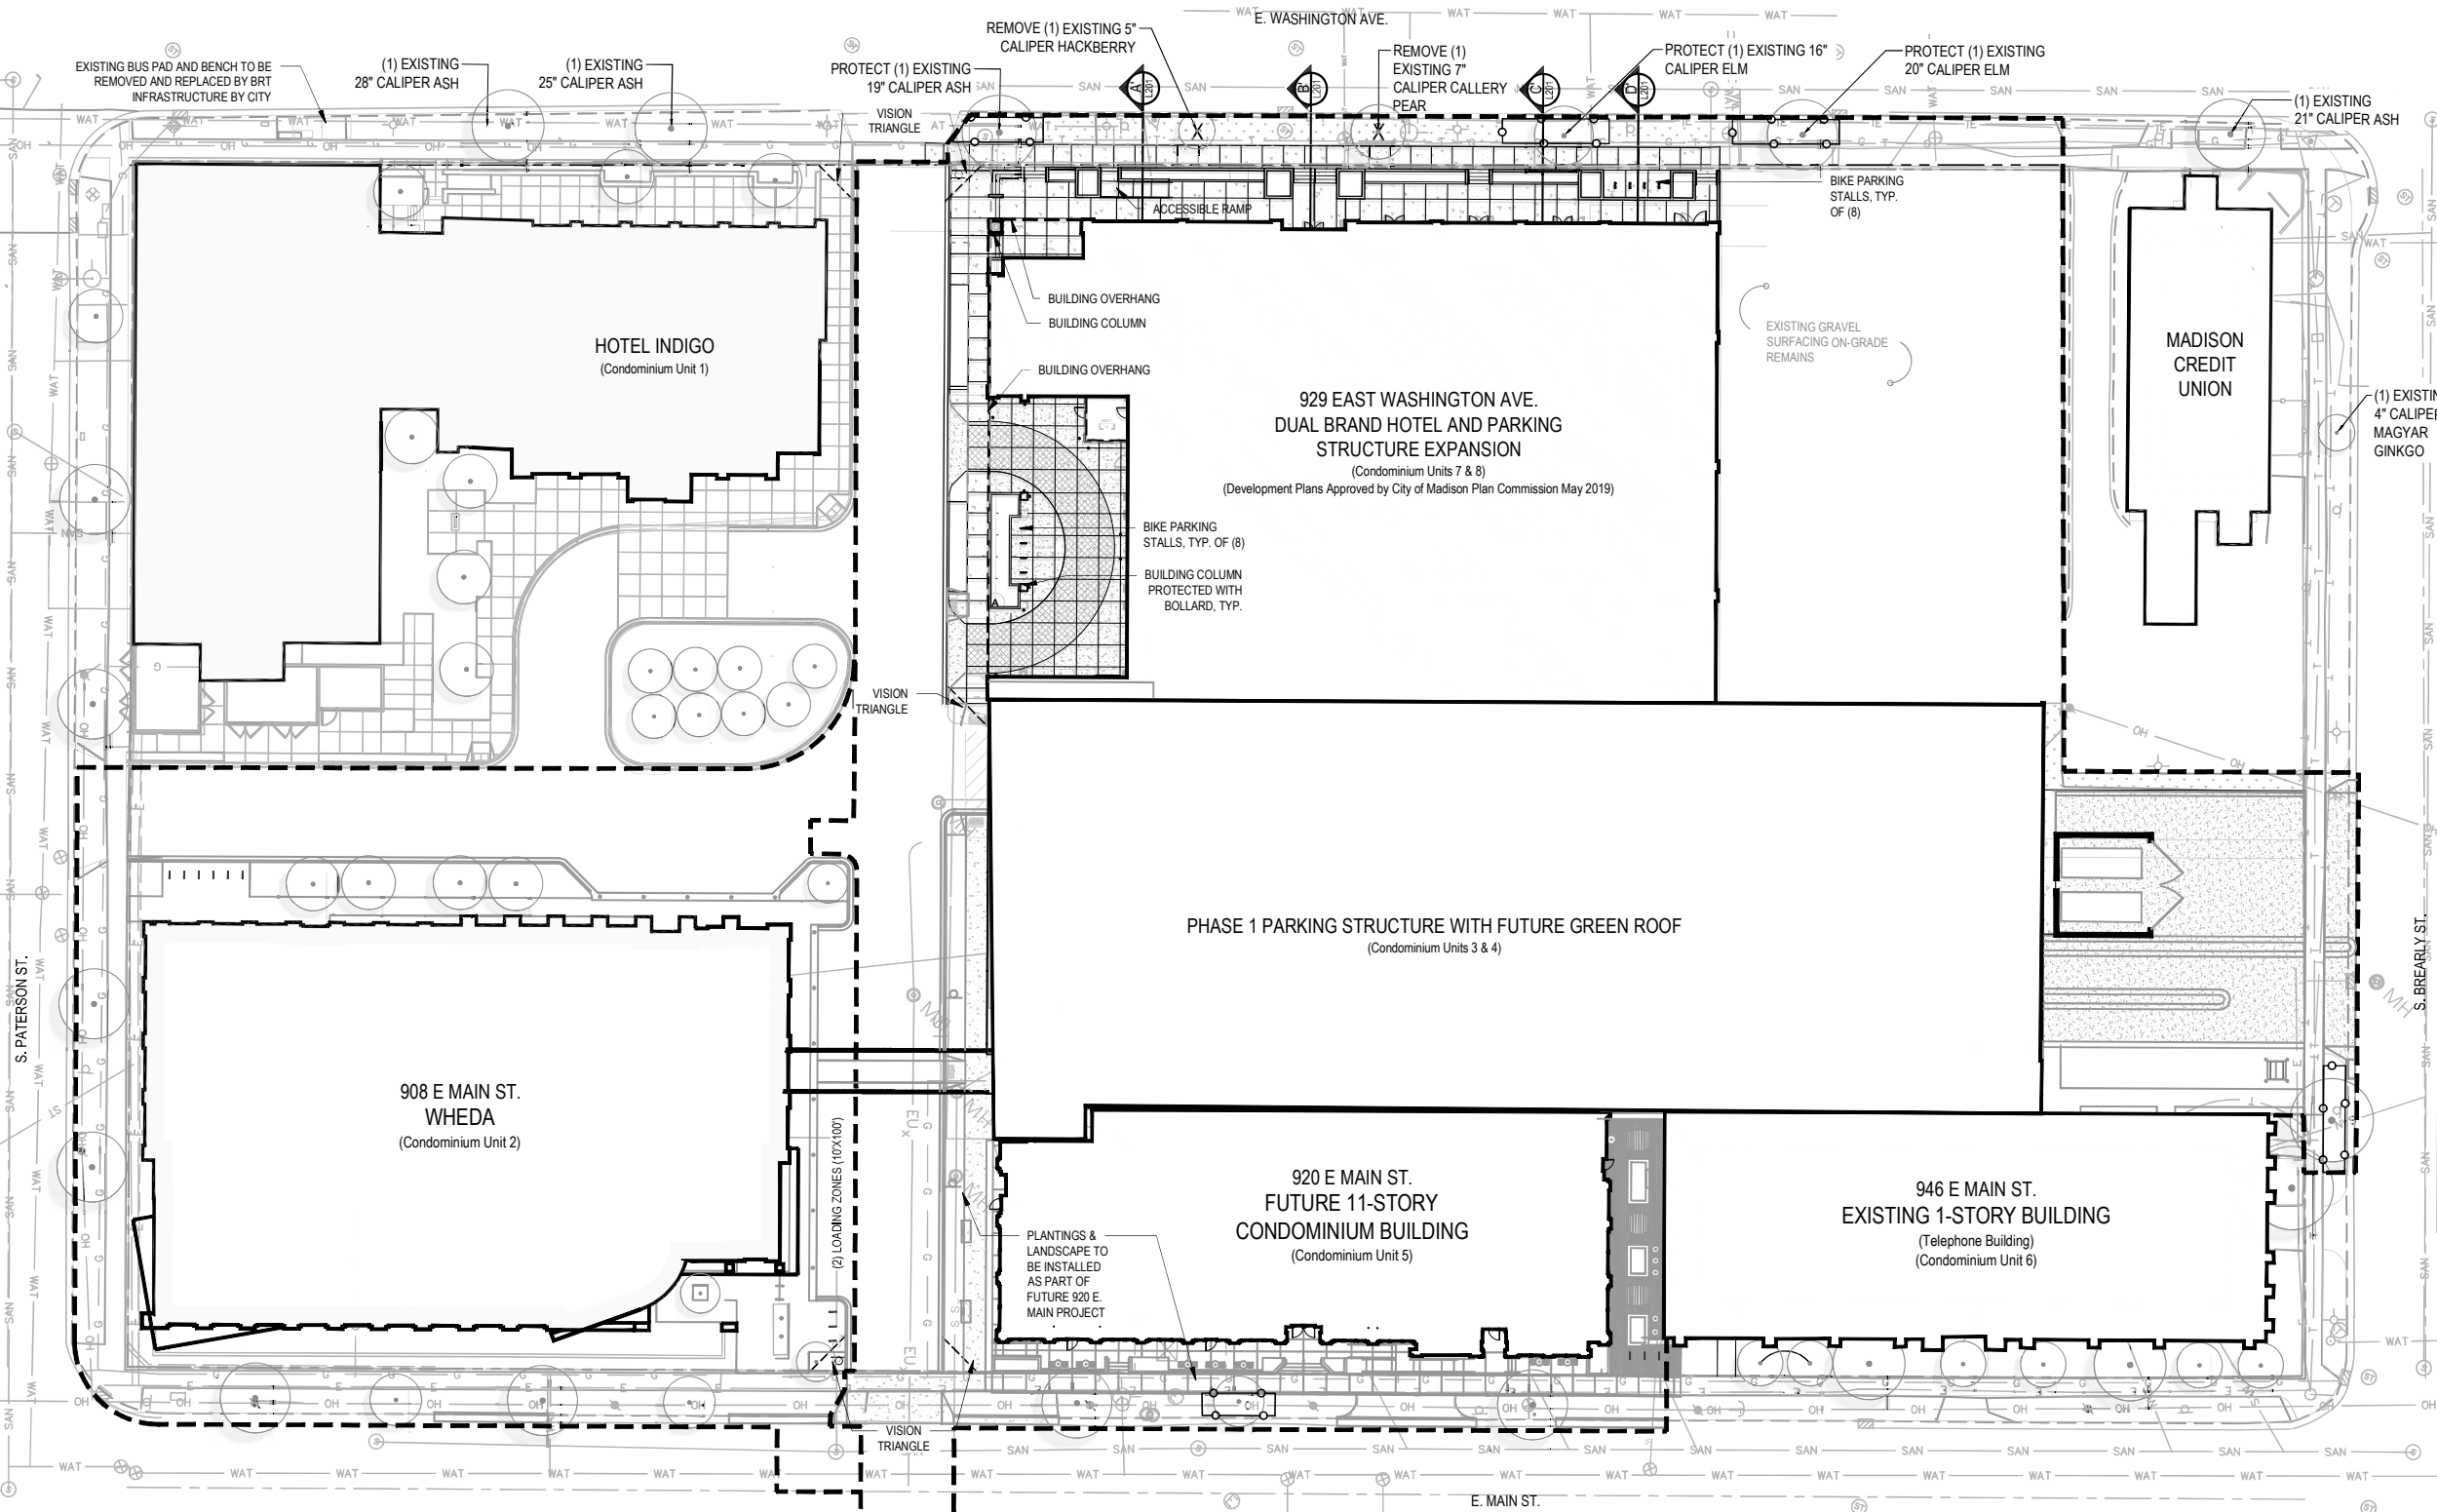 E. WASHINGTON AVE.
EXISTING BUS PAD AND BENCH TO BE
REMOVED AND REPLACED BY BRT
INFRASTRUCTURE BY CITY
(1) EXISTING
28" CALIPER ASH
(1) EXISTING
25" CALIPER ASH
PROTECT (1) EXISTING
19" CALIPER ASH
VISION
TRIANGLE
REMOVE (1) EXISTING 5"
CALIPER HACKBERRY
REMOVE (1)
EXISTING 7"
CALIPER CALLERY
PEAR
PROTECT (1) EXISTING 16"
CALIPER ELM
PROTECT (1) EXISTING
20" CALIPER ELM
(1) EXISTING
21" CALIPER ASH
A'
L201
B'
L201
C'
L201
D'
L201
ACCESSIBLE RAMP
BIKE PARKING
STALLS, TYP.
OF (8)
HOTEL INDIGO
(Condominium Unit 1)
BUILDING OVERHANG
BUILDING COLUMN
BUILDING OVERHANG
EXISTING GRAVEL
SURFACING ON-GRADE
REMAINS
MADISON
CREDIT
UNION
(1) EXISTIN
4" CALIPER
MAGYAR
GINKGO
929 EAST WASHINGTON AVE.
DUAL BRAND HOTEL AND PARKING
STRUCTURE EXPANSION
(Condominium Units 7 & 8)
(Development Plans Approved by City of Madison Plan Commission May 2019)
BIKE PARKING
STALLS, TYP. OF (8)
BUILDING COLUMN
PROTECTED WITH
BOLLARD, TYP.
VISION
TRIANGLE
PHASE 1 PARKING STRUCTURE WITH FUTURE GREEN ROOF
(Condominium Units 3 & 4)
S. PATERSON ST.
S. BREARLY ST.
908 E MAIN ST.
WHEDA
(Condominium Unit 2)
(2) LOADING ZONES (10'X100')
920 E MAIN ST.
FUTURE 11-STORY
CONDOMINIUM BUILDING
(Condominium Unit 5)
PLANTINGS &
LANDSCAPE TO
BE INSTALLED
AS PART OF
FUTURE 920 E.
MAIN PROJECT
946 E MAIN ST.
EXISTING 1-STORY BUILDING
(Telephone Building)
(Condominium Unit 6)
VISION
TRIANGLE
E. MAIN ST.